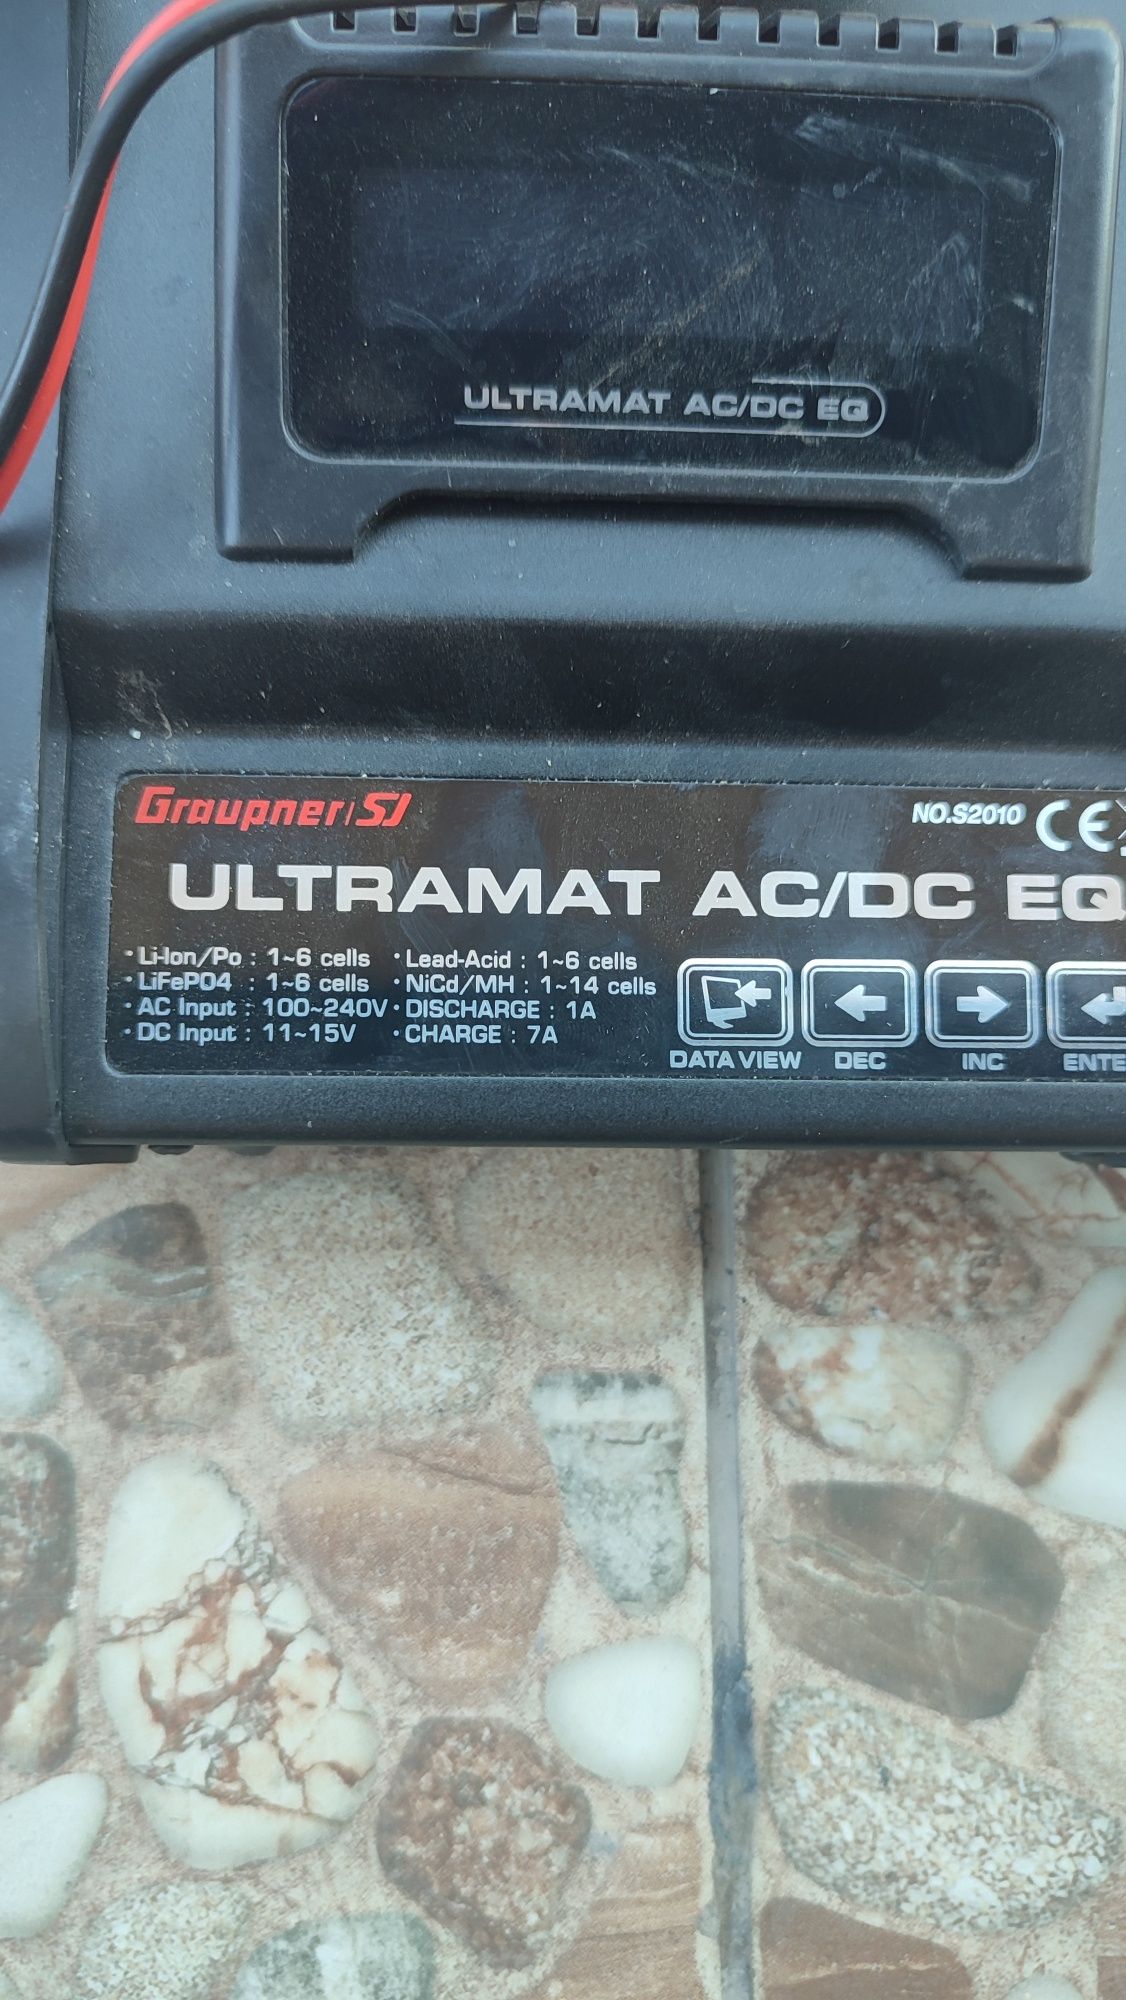 ULTRAMAT AC/DC EQ
Graupner SJ
NO.S2010 CE
ULTRAMAT AC/DC EQ
• Li-Ion/Po : 1~6 cells • Lead-Acid : 1~6 cells
• LiFePO4 : 1~6 cells • NiCd/MH : 1~14 cells
• AC Input : 100~240V • DISCHARGE : 1A
• DC Input : 11~15V • CHARGE : 7A
DATA VIEW DEC INC ENTE